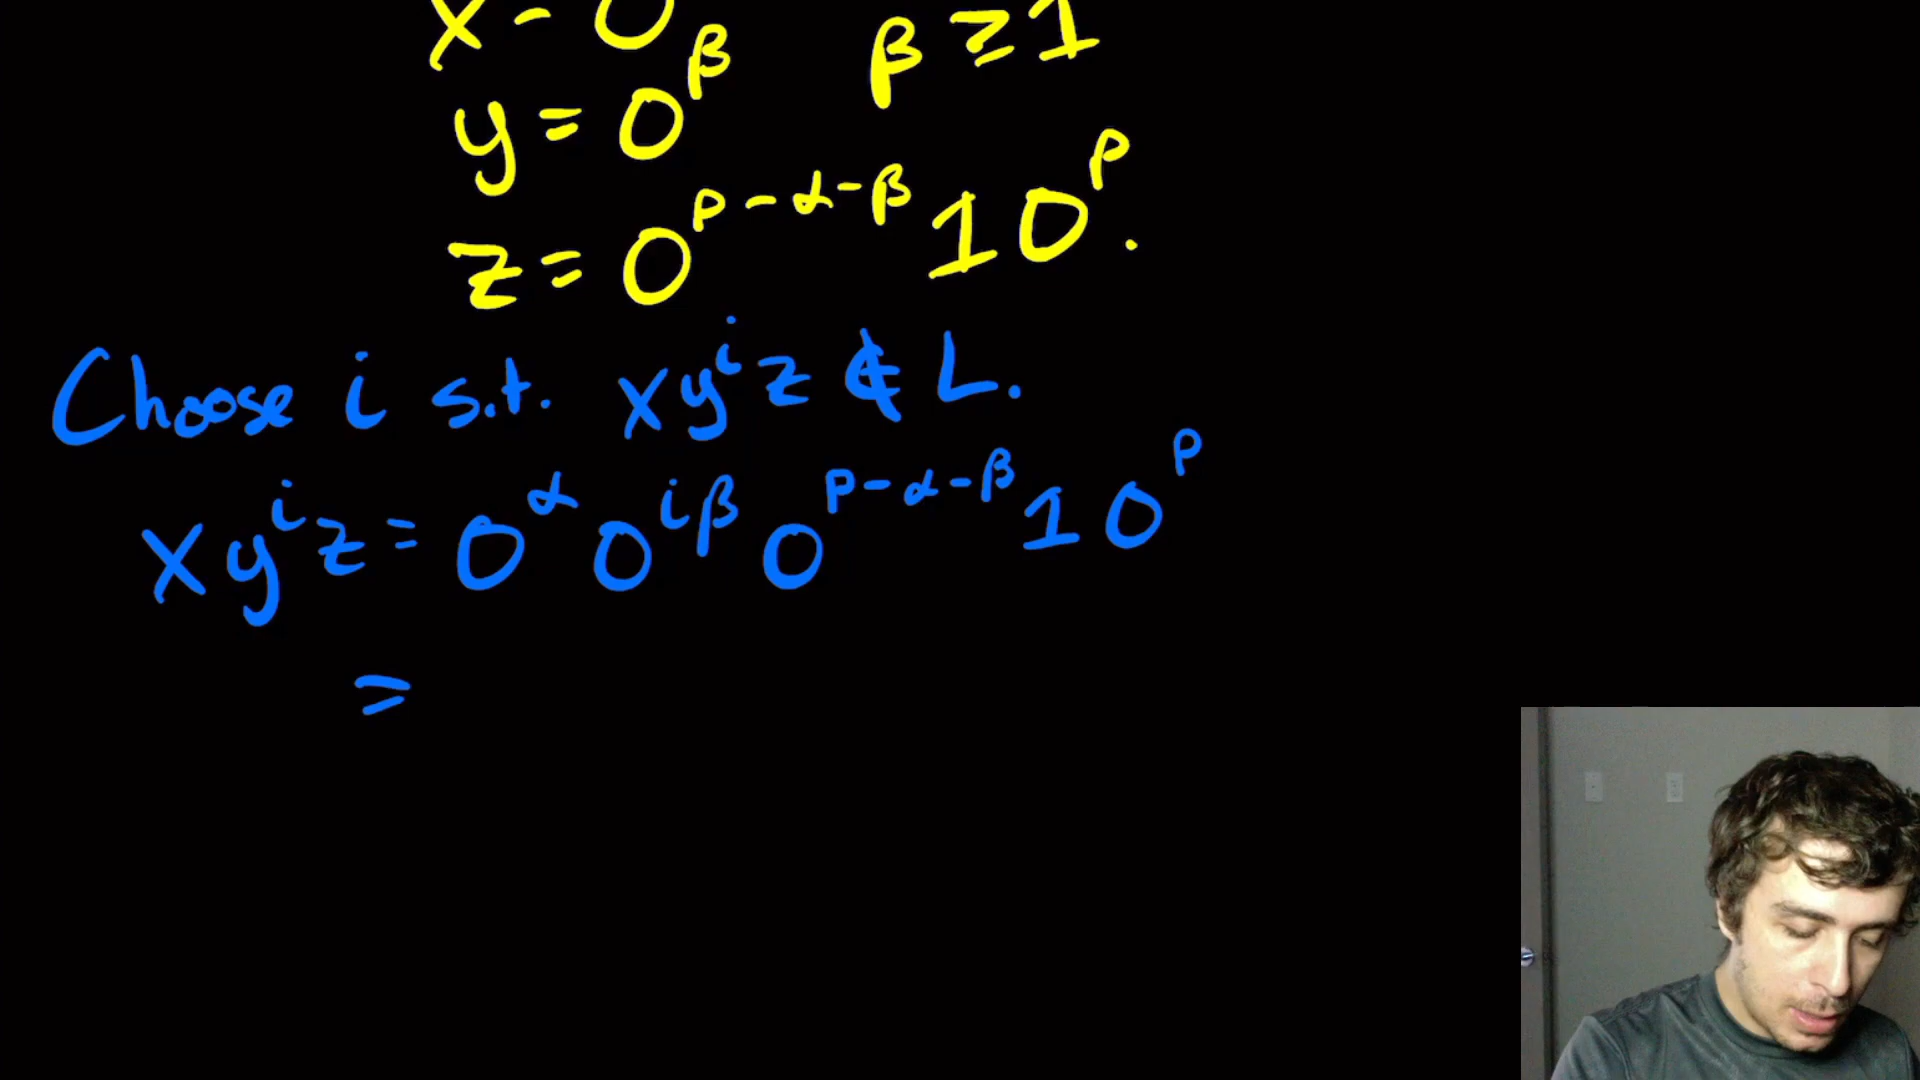 x = 0
y = 0^β β ≥ 1
z = 0^{p-α-β} 1 0^p.
Choose i s.t. xy^i z ∉ L.
xy^i z = 0^α 0^{iβ} 0^{p-α-β} 1 0^p
=